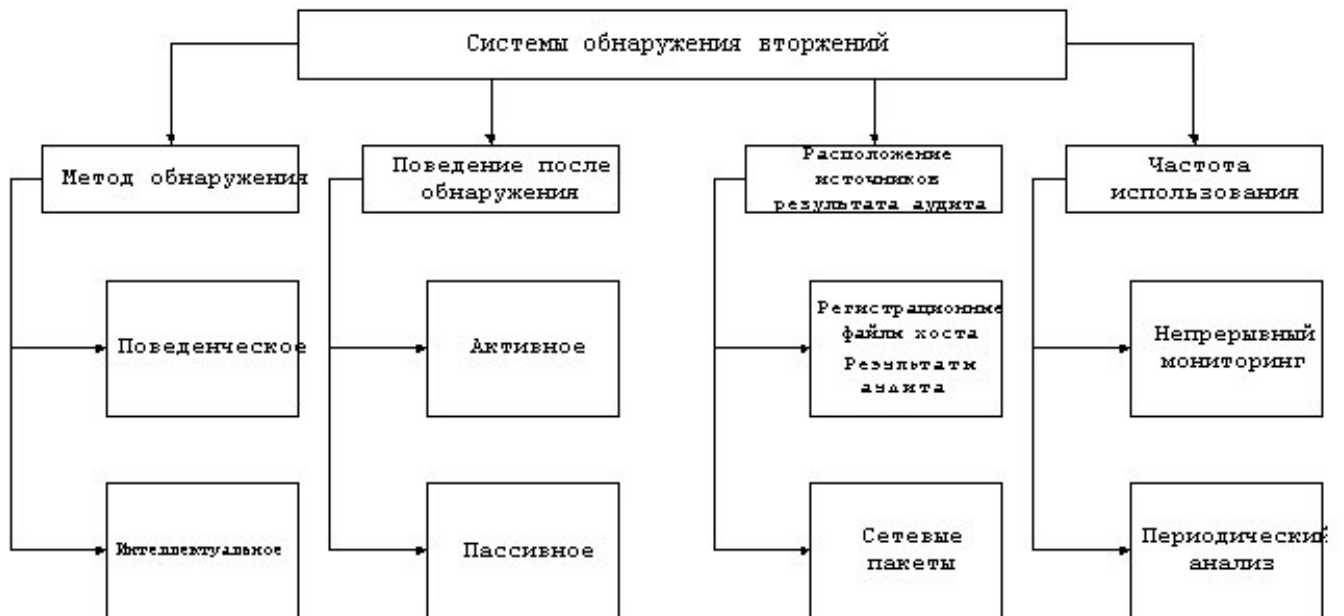 Системы обнаружения вторжений
Метод обнаружения
Поведение после
обнаружения
Расположение
источников
результата аудита
Частота
использования
Поведенческое
Активное
Регистрационные
файлы хоста
Результаты
аудита
Непрерывный
мониторинг
Интеллектуальное
Пассивное
Сетевые
пакеты
Периодический
анализ